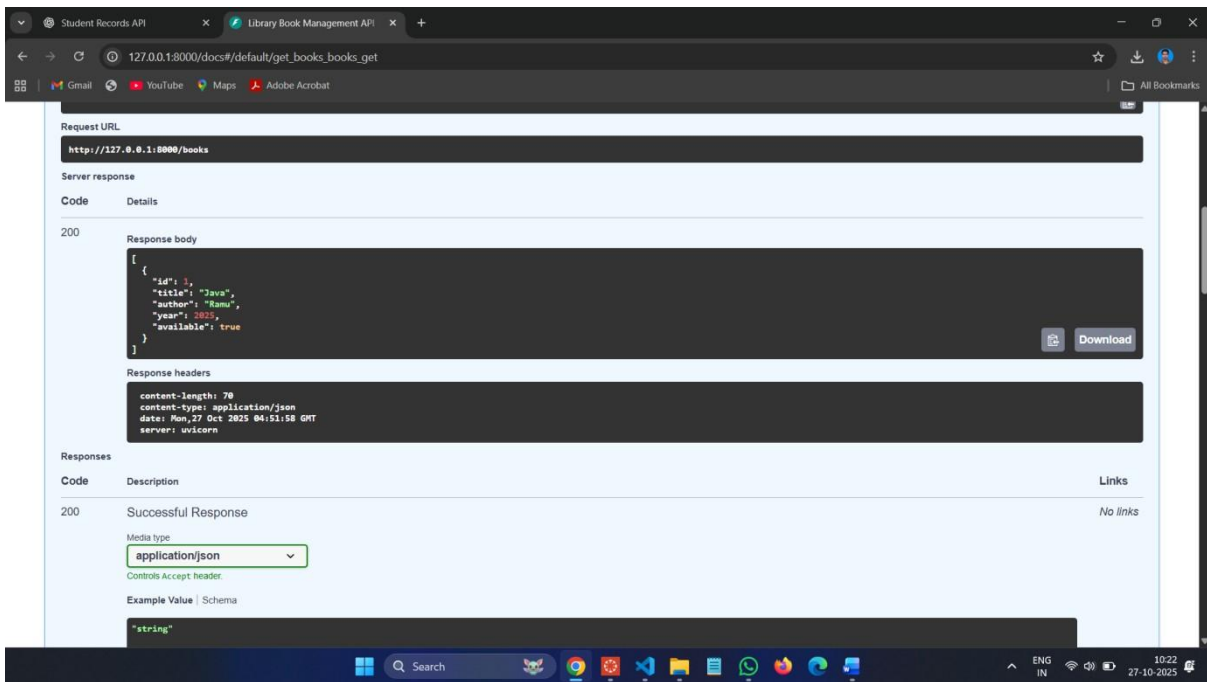 Student Records API
Library Book Management API
127.0.0.1:8000/docs#/default/get_books_books_get
Gmail YouTube Maps Adobe Acrobat All Bookmarks
Request URL
http://127.0.0.1:8000/books
Server response
Code Details
200
Response body
[
{
"id": 1,
"title": "Java",
"author": "Ramu",
"year": 2025,
"available": true
}
]
Download
Response headers
content-length: 70
content-type: application/json
date: Mon,27 Oct 2025 04:51:58 GMT
server: uvicorn
Responses
Code Description Links
200 Successful Response No links
Media type
application/json
Controls Accept header.
Example Value Schema
"string"
Search
ENG
IN
10:22
27-10-2025